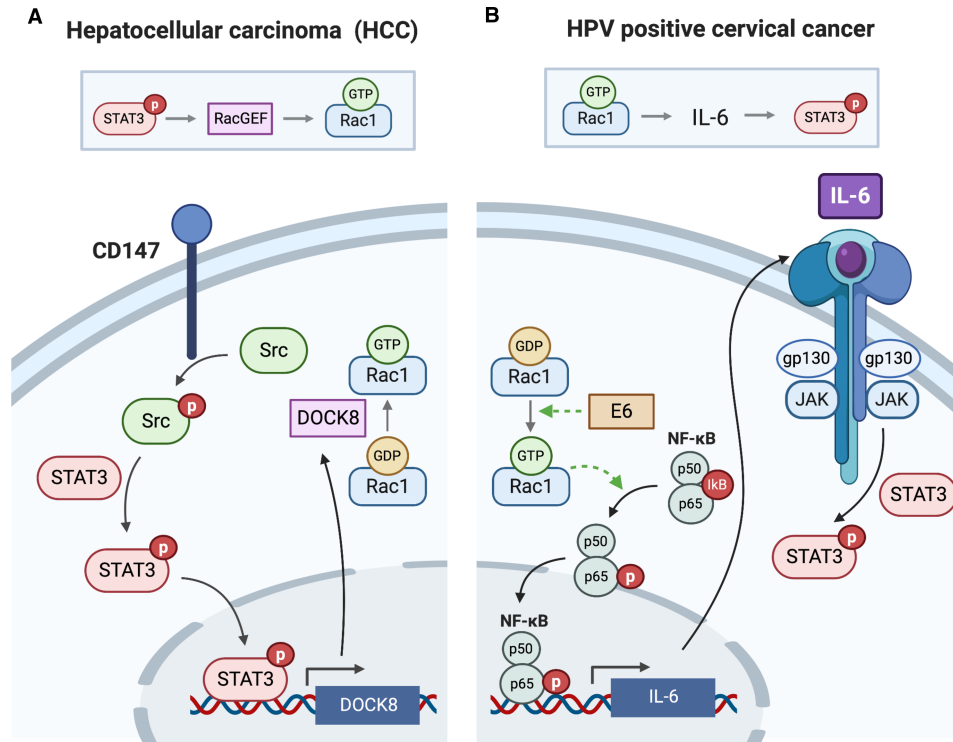 A
Hepatocellular carcinoma (HCC)
STAT3
p
RacGEF
GTP
Rac1
CD147
Src
Src
p
STAT3
STAT3
p
GTP
Rac1
DOCK8
GDP
Rac1
STAT3
p
DOCK8
B
HPV positive cervical cancer
GTP
Rac1
IL-6
STAT3
p
IL-6
GDP
Rac1
E6
GTP
Rac1
NF-κB
p50
p65
IkB
p50
p65
p
NF-κB
p50
p65
p
IL-6
gp130
gp130
JAK
JAK
STAT3
STAT3
p